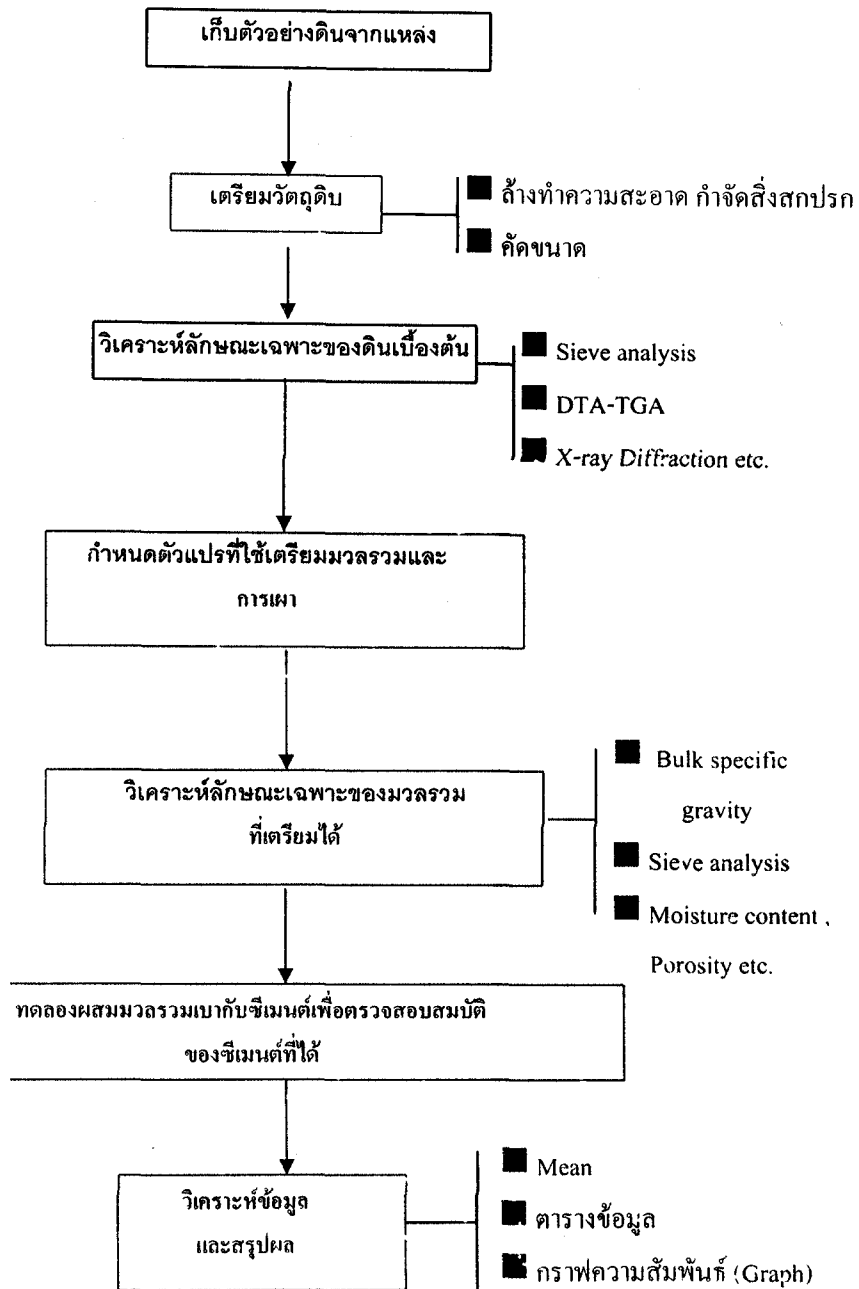 เก็บตัวอย่างดินจากแหล่ง
เตรียมวัตถุดิบ
ล้างทำความสะอาด กำจัดสิ่งสกปรก
คัดขนาด
วิเคราะห์ลักษณะเฉพาะของดินเบื้องต้น
Sieve analysis
DTA-TGA
X-ray Diffraction etc.
กำหนดตัวแปรที่ใช้เตรียมมวลรวมและ
การเผา
วิเคราะห์ลักษณะเฉพาะของมวลรวม
ที่เตรียมได้
Bulk specific
gravity
Sieve analysis
Moisture content ,
Porosity etc.
ทดลองผสมมวลรวมเบากับซีเมนต์เพื่อตรวจสอบสมบัติ
ของซีเมนต์ที่ได้
วิเคราะห์ข้อมูล
และสรุปผล
Mean
ตารางข้อมูล
กราฟความสัมพันธ์ (Graph)